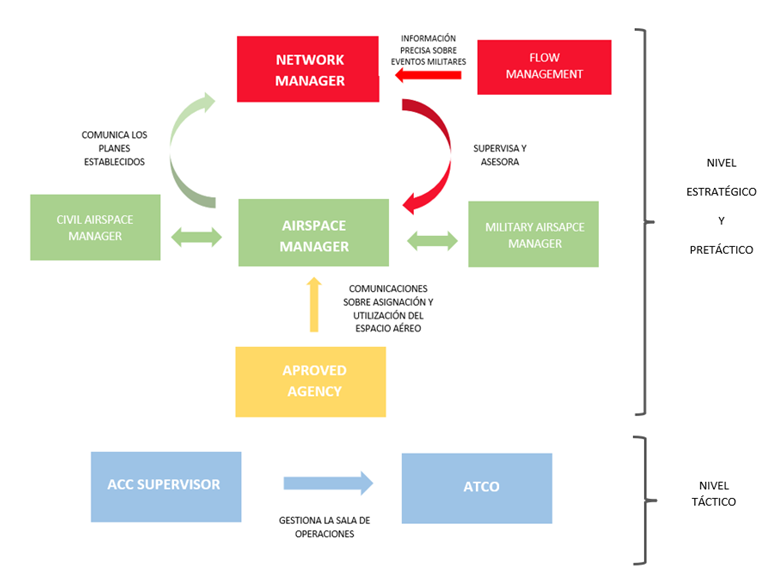 NETWORK
MANAGER
INFORMACIÓN
PRECISA SOBRE
EVENTOS MILITARES
FLOW
MANAGEMENT
COMUNICA LOS
PLANES
ESTABLECIDOS
SUPERVISA Y
ASESORA
CIVIL AIRSPACE
MANAGER
AIRSPACE
MANAGER
MILITARY AIRSAPCE
MANAGER
COMUNICACIONES
SOBRE ASIGNACIÓN Y
UTILIZACIÓN DEL
ESPACIO AÉREO
APROVED
AGENCY
NIVEL
ESTRATÉGICO
Y
PRETÁCTICO
ACC SUPERVISOR
GESTIONA LA SALA DE
OPERACIONES
ATCO
NIVEL
TÁCTICO